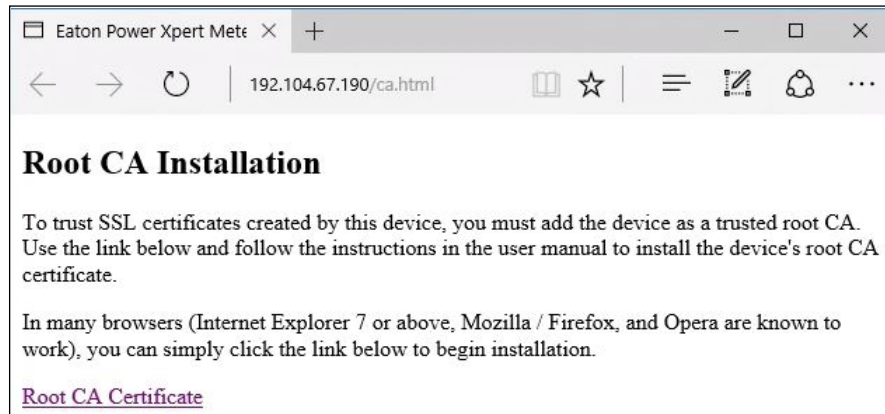 Eaton Power Xpert Mete
192.104.67.190/ca.html
Root CA Installation
To trust SSL certificates created by this device, you must add the device as a trusted root CA.
Use the link below and follow the instructions in the user manual to install the device's root CA
certificate.
In many browsers (Internet Explorer 7 or above, Mozilla / Firefox, and Opera are known to
work), you can simply click the link below to begin installation.
Root CA Certificate